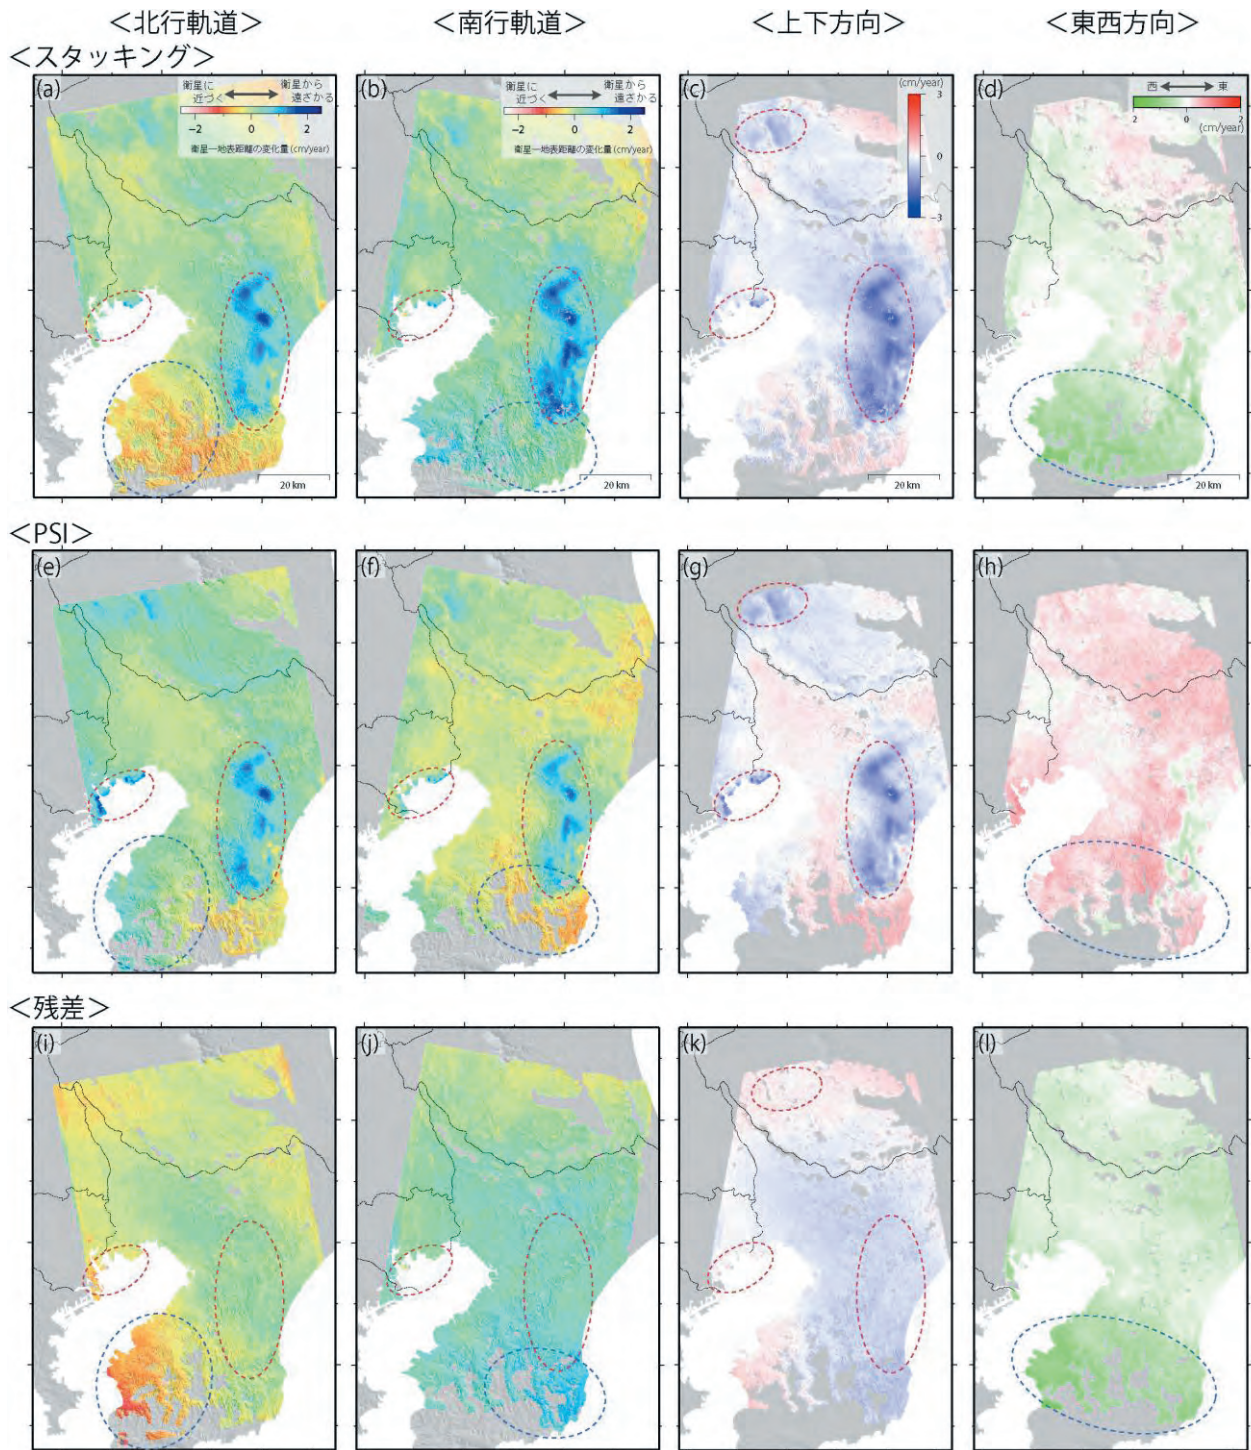 ＜北行軌道＞
＜南行軌道＞
＜上下方向＞
＜東西方向＞
＜スタッキング＞
(a)
衛星に
近づく
衛星から
遠ざかる
−2
0
2
衛星―地表距離の変化量(cm/year)
20 km
(b)
衛星に
近づく
衛星から
遠ざかる
−2
0
2
衛星―地表距離の変化量(cm/year)
20 km
(c)
(cm/year)
3
0
−3
20 km
(d)
西
東
2
0
2
(cm/year)
20 km
＜PSI＞
(e)
(f)
(g)
(h)
＜残差＞
(i)
(j)
(k)
(l)